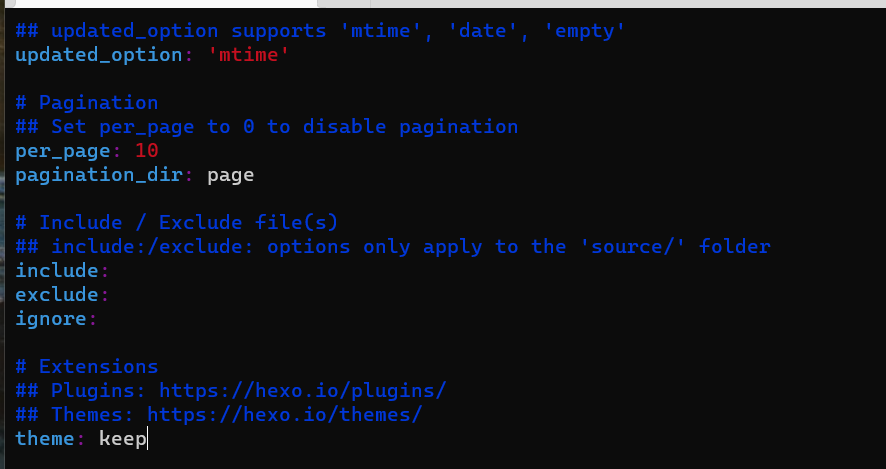 ## updated_option supports 'mtime', 'date', 'empty'
updated_option: 'mtime'
# Pagination
## Set per_page to 0 to disable pagination
per_page: 10
pagination_dir: page
# Include / Exclude file(s)
## include:/exclude: options only apply to the 'source/' folder
include:
exclude:
ignore:
# Extensions
## Plugins: https://hexo.io/plugins/
## Themes: https://hexo.io/themes/
theme: keep